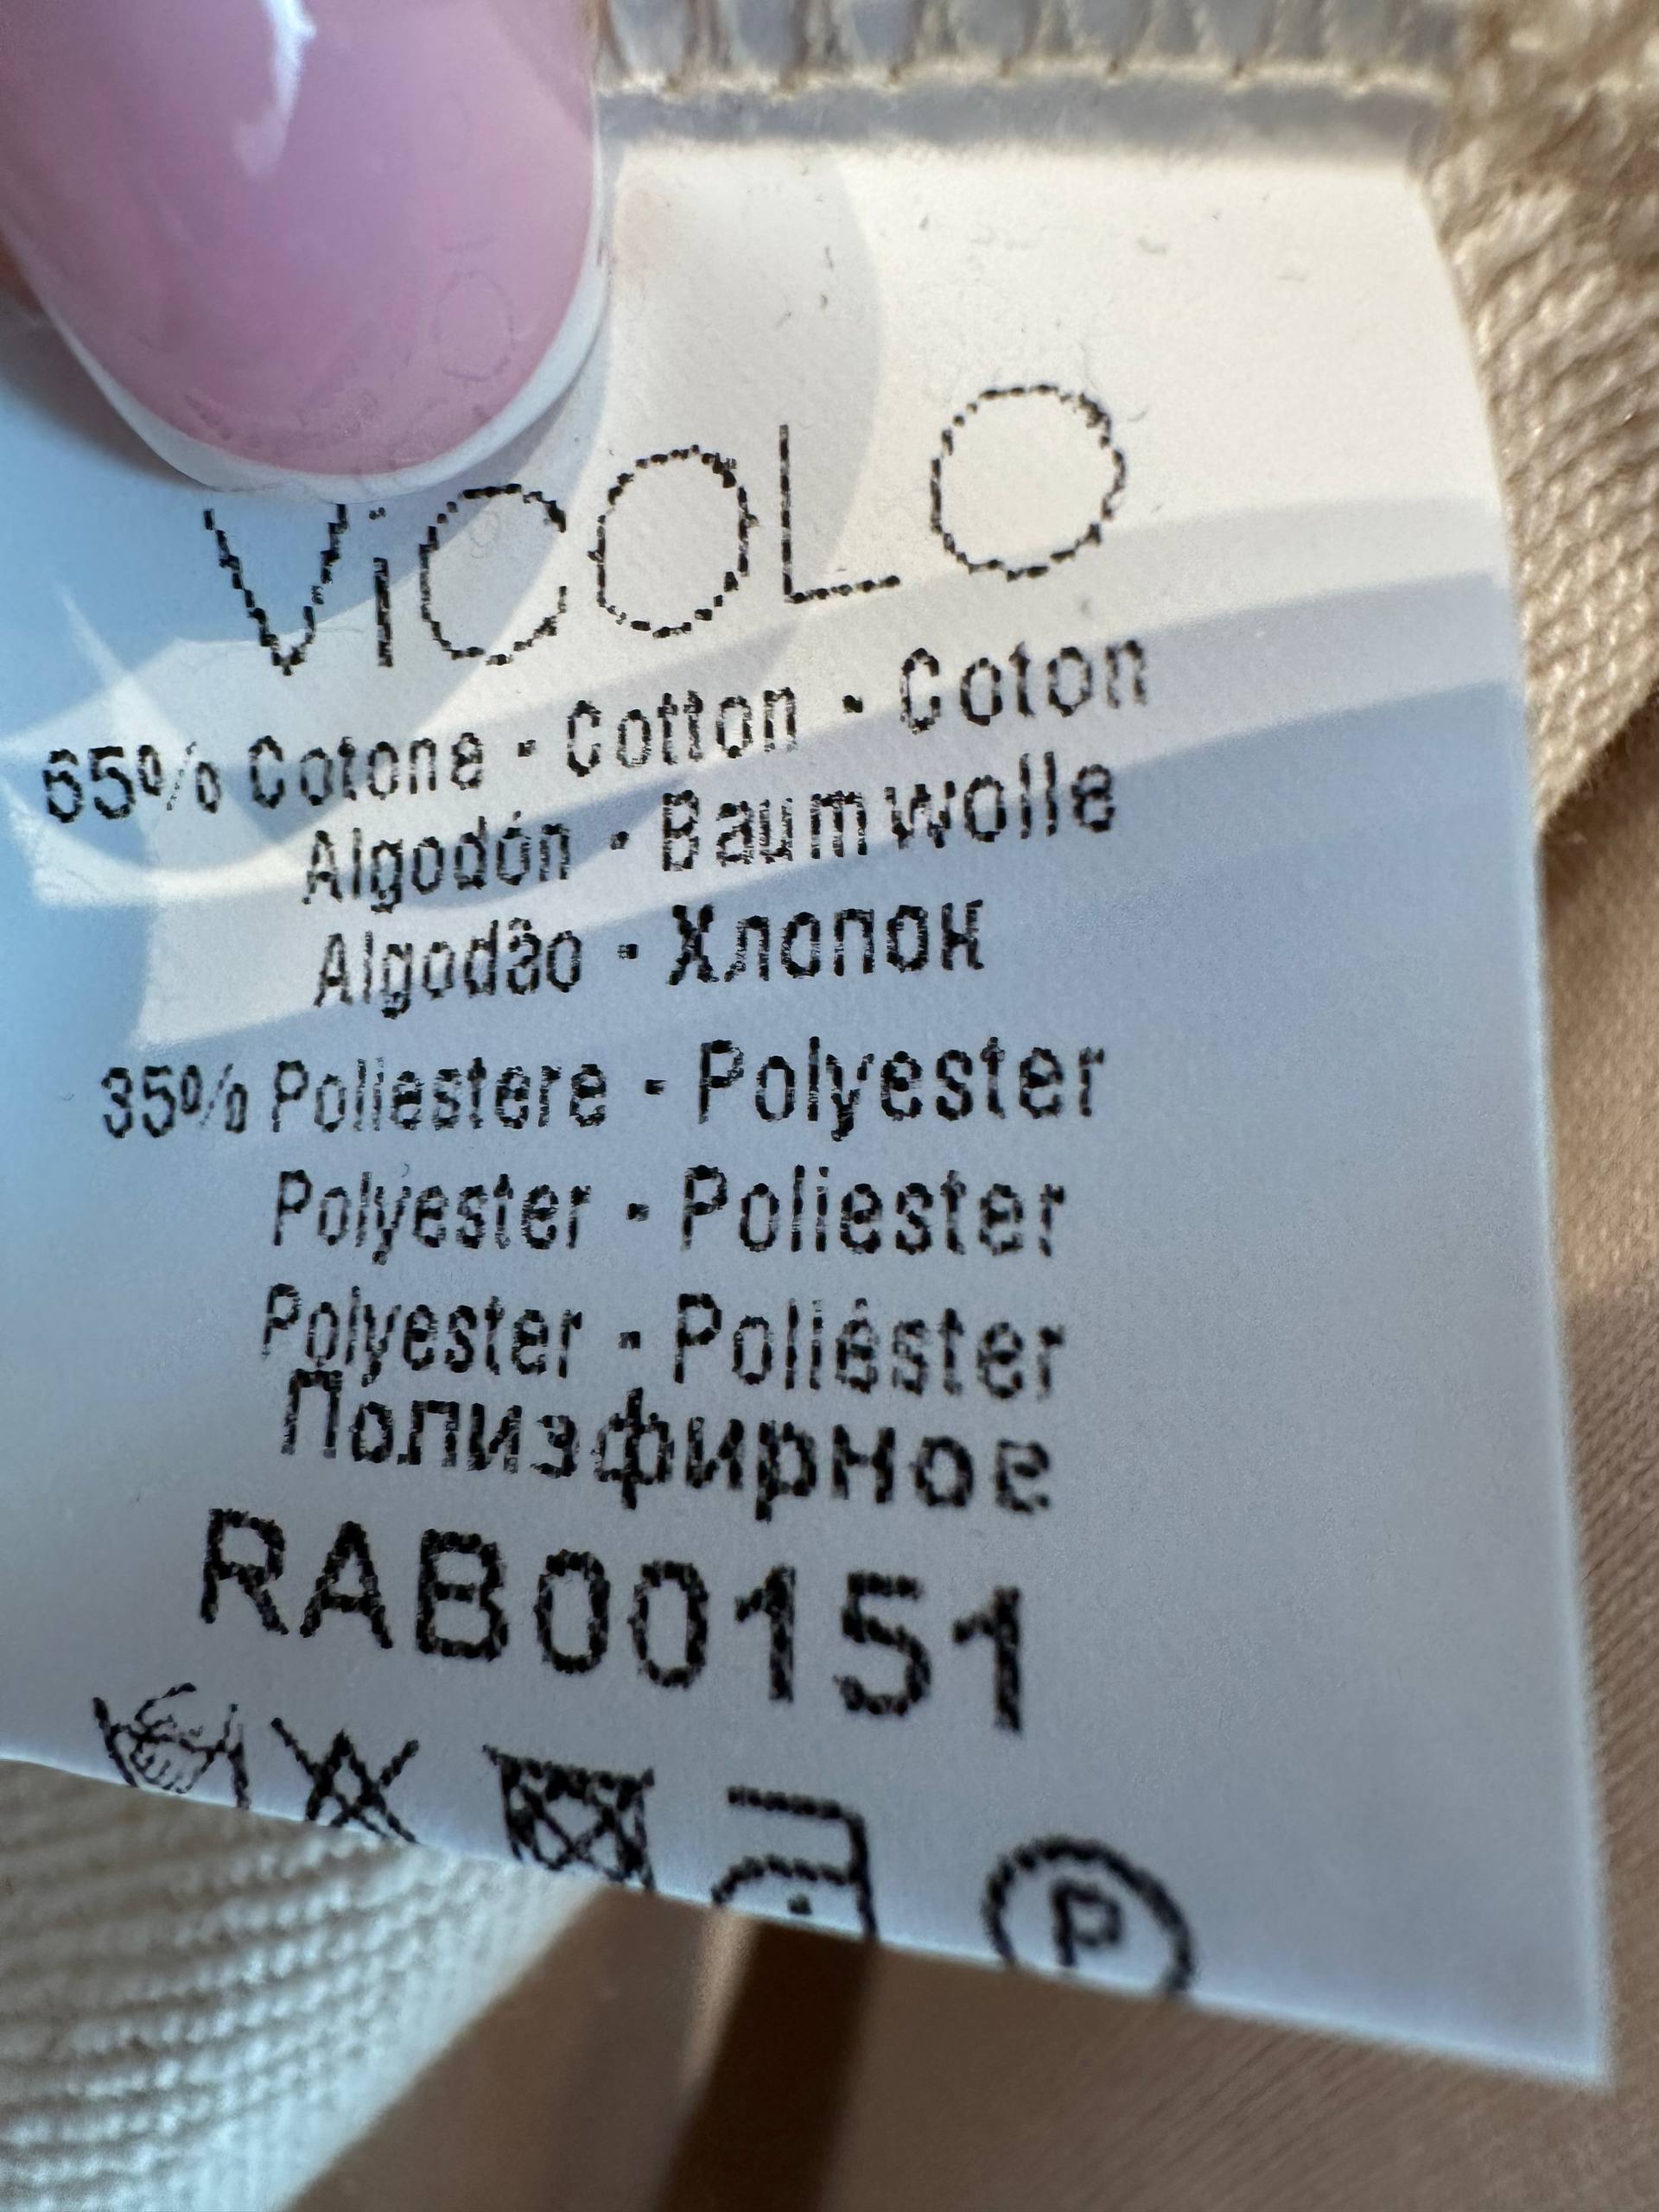 ViCOLO
65% Cotone - Cotton - Coton
Algodón - Baumwolle
Algodão - Хлопок
35% Poliestere - Polyester
Polyester - Poliester
Polyester - Poliéster
Полиэфирное
RAB00151
P